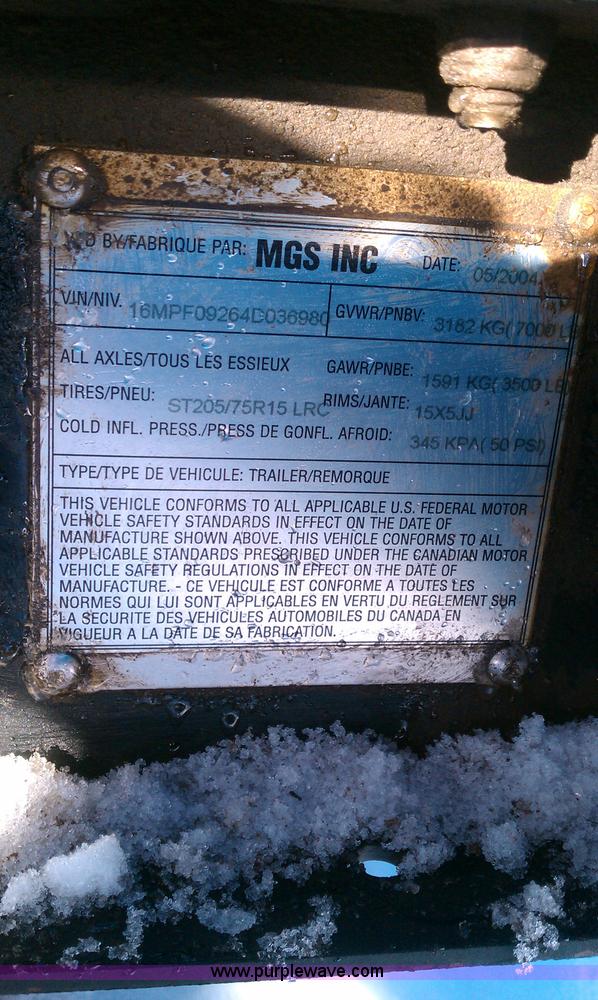 BY/FABRIQUE PAR: MGS INC DATE: 05/2004
VIN/NIV. 16MPF09264D036980 GVWR/PNBV: 3182 KG( 7000
ALL AXLES/TOUS LES ESSIEUX GAWR/PNBE: 1591 KG( 3500 LB
TIRES/PNEU: ST205/75R15 LRC RIMS/JANTE: 15X5JJ
COLD INFL. PRESS./PRESS DE GONFL. AFROID: 345 KPA( 50 PSI)
TYPE/TYPE DE VEHICULE: TRAILER/REMORQUE
THIS VEHICLE CONFORMS TO ALL APPLICABLE U.S. FEDERAL MOTOR
VEHICLE SAFETY STANDARDS IN EFFECT ON THE DATE OF
MANUFACTURE SHOWN ABOVE. THIS VEHICLE CONFORMS TO ALL
APPLICABLE STANDARDS PRESCRIBED UNDER THE CANADIAN MOTOR
VEHICLE SAFETY REGULATIONS IN EFFECT ON THE DATE OF
MANUFACTURE. - CE VEHICULE EST CONFORME A TOUTES LES
NORMES QUI LUI SONT APPLICABLES EN VERTU DU REGLEMENT SUR
LA SECURITE DES VEHICULES AUTOMOBILES DU CANADA EN
VIGUEUR A LA DATE DE SA FABRICATION.
www.purplewave.com